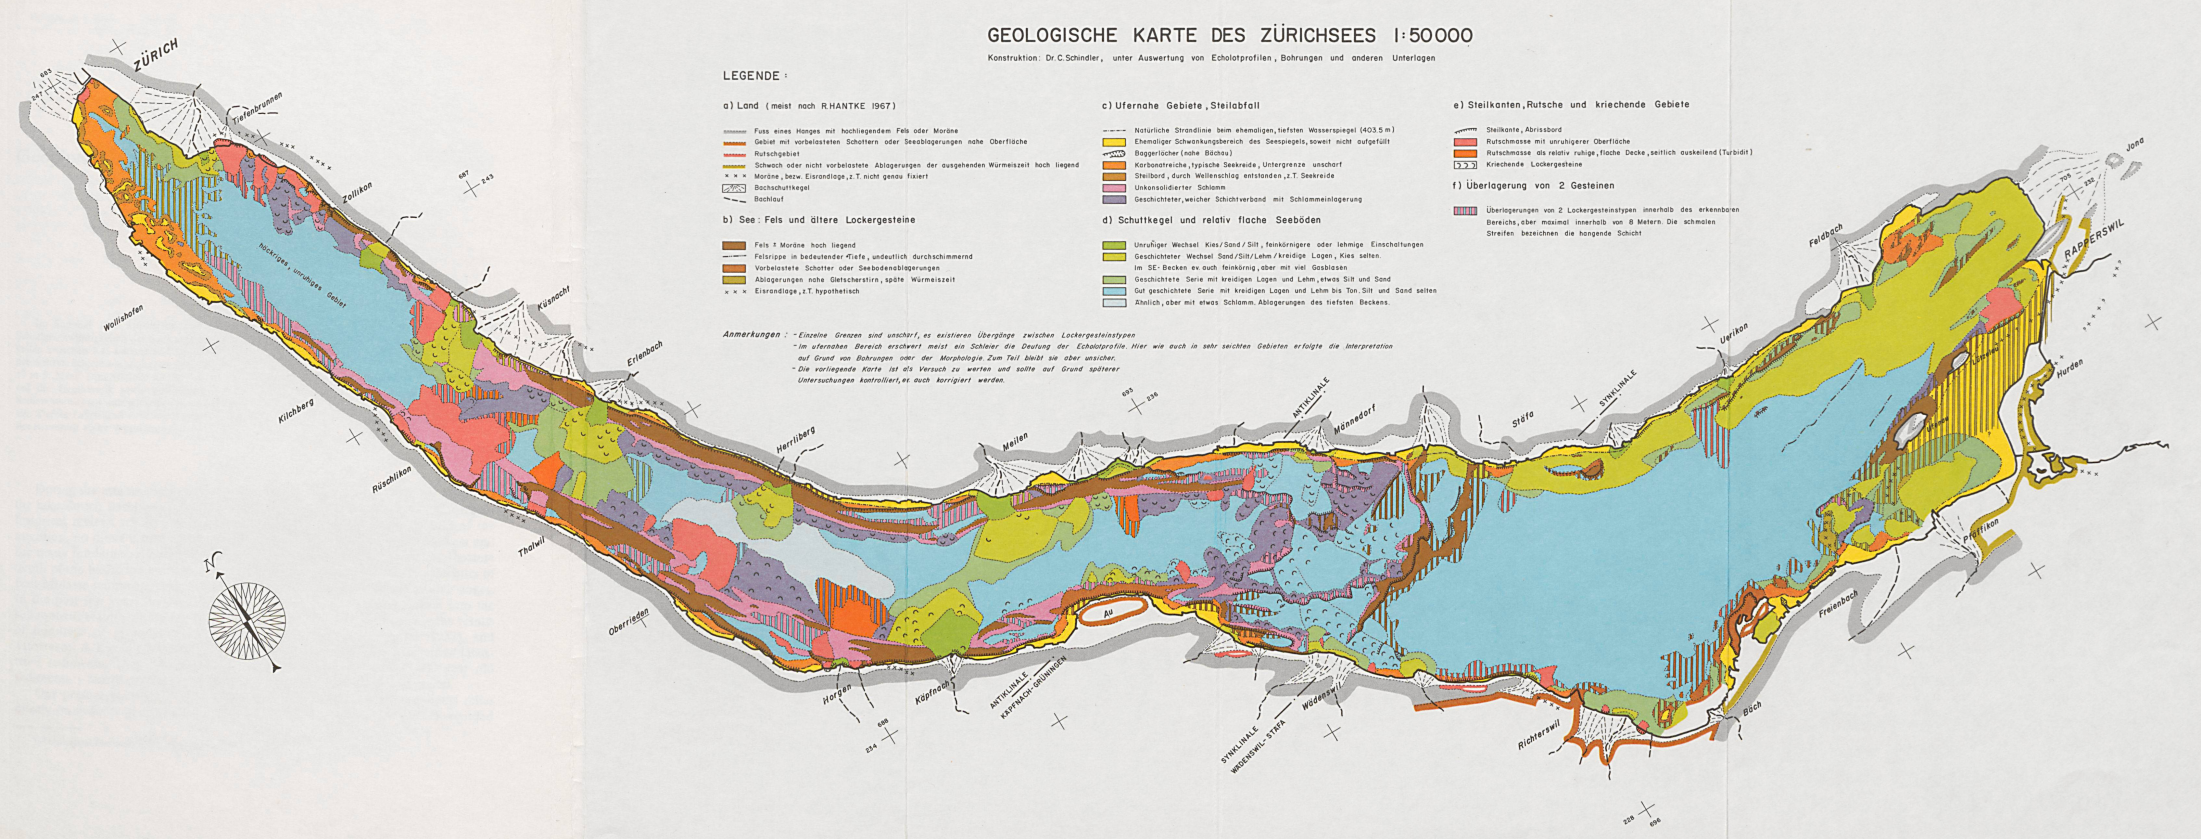 GEOLOGISCHE KARTE DES ZÜRICHSEES 1:50000
Konstruktion: Dr. C. Schindler, unter Auswertung von Echolotprofilen, Bohrungen und anderen Unterlagen
LEGENDE:
a) Land (meist nach R. HANTKE 1967)
Fuss eines Hanges mit hochliegendem Fels oder Moräne
Gebiet mit vorbelasteten Schottern oder Seeablagerungen nahe Oberfläche
Rutschgebiet
Schwach oder nicht vorbelastete Ablagerungen der ausgehenden Würmeiszeit hoch liegend
Moräne, bezw. Eisrandlage, z.T. nicht genau fixiert
Bachschuttkegel
Bachlauf
b) See: Fels und ältere Lockergesteine
Fels ± Moräne hoch liegend
Felsrippe in bedeutender Tiefe, undeutlich durchschimmernd
Vorbelastete Schotter oder Seebodenablagerungen
Ablagerungen nahe Gletscherstirn, späte Würmeiszeit
Eisrandlage, z.T. hypothetisch
c) Ufernahe Gebiete, Steilabfall
Natürliche Strandlinie beim ehemaligen, tiefsten Wasserspiegel (403.5 m)
Ehemaliger Schwankungsbereich des Seespiegels, soweit nicht aufgefüllt
Baggerlöcher (nahe Bächau)
Karbonatreiche, typische Seekreide, Untergrenze unscharf
Steilbord, durch Wellenschlag entstanden, z.T. Seekreide
Unkonsolidierter Schlamm
Geschichteter, weicher Schichtverband mit Schlammeinlagerung
d) Schuttkegel und relativ flache Seeböden
Unruhiger Wechsel Kies/Sand/Silt, feinkörnigere oder lehmige Einschaltungen
Geschichteter Wechsel Sand/Silt/Lehm/kreidige Lagen, Kies selten.
Im SE-Becken ev. auch feinkörnig, aber mit viel Gasblasen
Geschichtete Serie mit kreidigen Lagen und Lehm, etwas Silt und Sand
Gut geschichtete Serie mit kreidigen Lagen und Lehm bis Ton, Silt und Sand selten
Ähnlich, aber mit etwas Schlamm. Ablagerungen des tiefsten Beckens.
e) Steilkanten, Rutsche und kriechende Gebiete
Steilkante, Abrissbord
Rutschmasse mit unruhigerer Oberfläche
Rutschmasse als relativ ruhige, flache Decke, seitlich auskeilend (Turbidit)
Kriechende Lockergesteine
f) Überlagerung von 2 Gesteinen
Überlagerungen von 2 Lockergesteinstypen innerhalb des erkennbaren
Bereichs, aber maximal innerhalb von 8 Metern. Die schmalen
Streifen bezeichnen die hangende Schicht
Anmerkungen: - Einzelne Grenzen sind unscharf, es existieren Übergänge zwischen Lockergesteinstypen
- Im ufernahen Bereich erschwert meist ein Schleier die Deutung der Echolotprofile. Hier wie auch in sehr seichten Gebieten erfolgte die Interpretation
auf Grund von Bohrungen oder der Morphologie. Zum Teil bleibt sie aber unsicher.
- Die vorliegende Karte ist als Versuch zu werten und sollte auf Grund späterer
Untersuchungen kontrolliert, ev. auch korrigiert werden.
ZÜRICH
683
247
Tiefenbrunnen
Zollikon
687
243
Küsnacht
Erlenbach
Herrliberg
Meilen
693
236
ANTIKLINALE
Männedorf
Stäfa
SYNKLINALE
Uerikon
Feldbach
Jona
705
232
RAPPERSWIL
Hurden
Lützelau
Ufenau
Pfäffikon
Freienbach
Bäch
Richterswil
228
696
Wädenswil
SYNKLINALE
WÄDENSWIL-STÄFA
Au
ANTIKLINALE
KÄPFNACH-GRÜNINGEN
Käpfnach
Horgen
688
234
Oberrieden
Thalwil
Rüschlikon
Kilchberg
Wollishofen
höckriges, unruhiges Gebiet
N